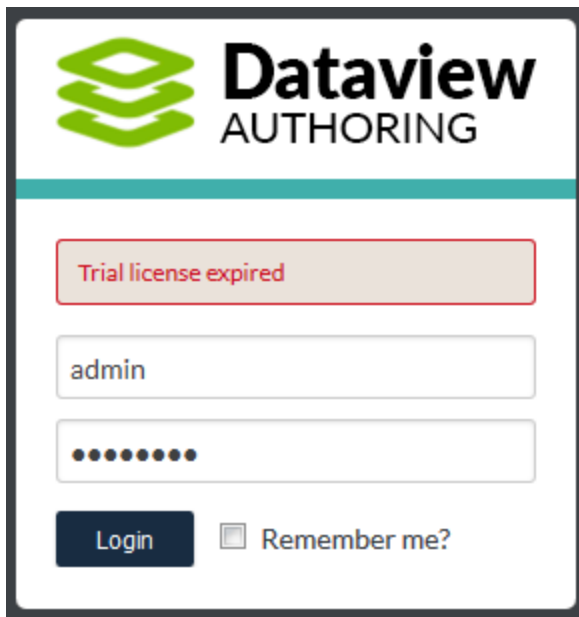 Dataview
AUTHORING
Trial license expired
admin
••••••••
Login
Remember me?